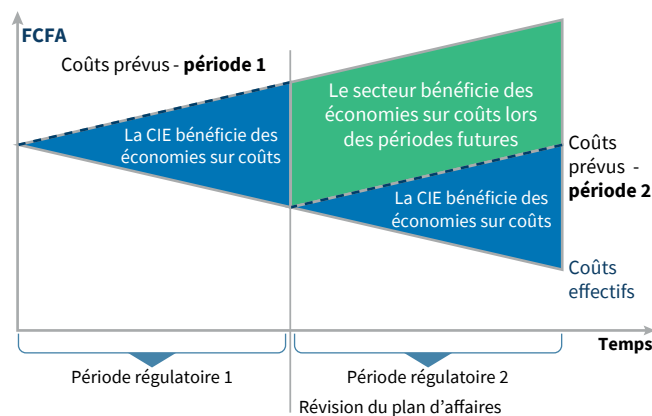 FCFA
Coûts prévus - période 1
La CIE bénéficie des
économies sur coûts
Le secteur bénéficie des
économies sur coûts lors
des périodes futures
Coûts
prévus -
période 2
La CIE bénéficie des
économies sur coûts
Coûts
effectifs
Temps
Période régulatoire 1
Période régulatoire 2
Révision du plan d’affaires